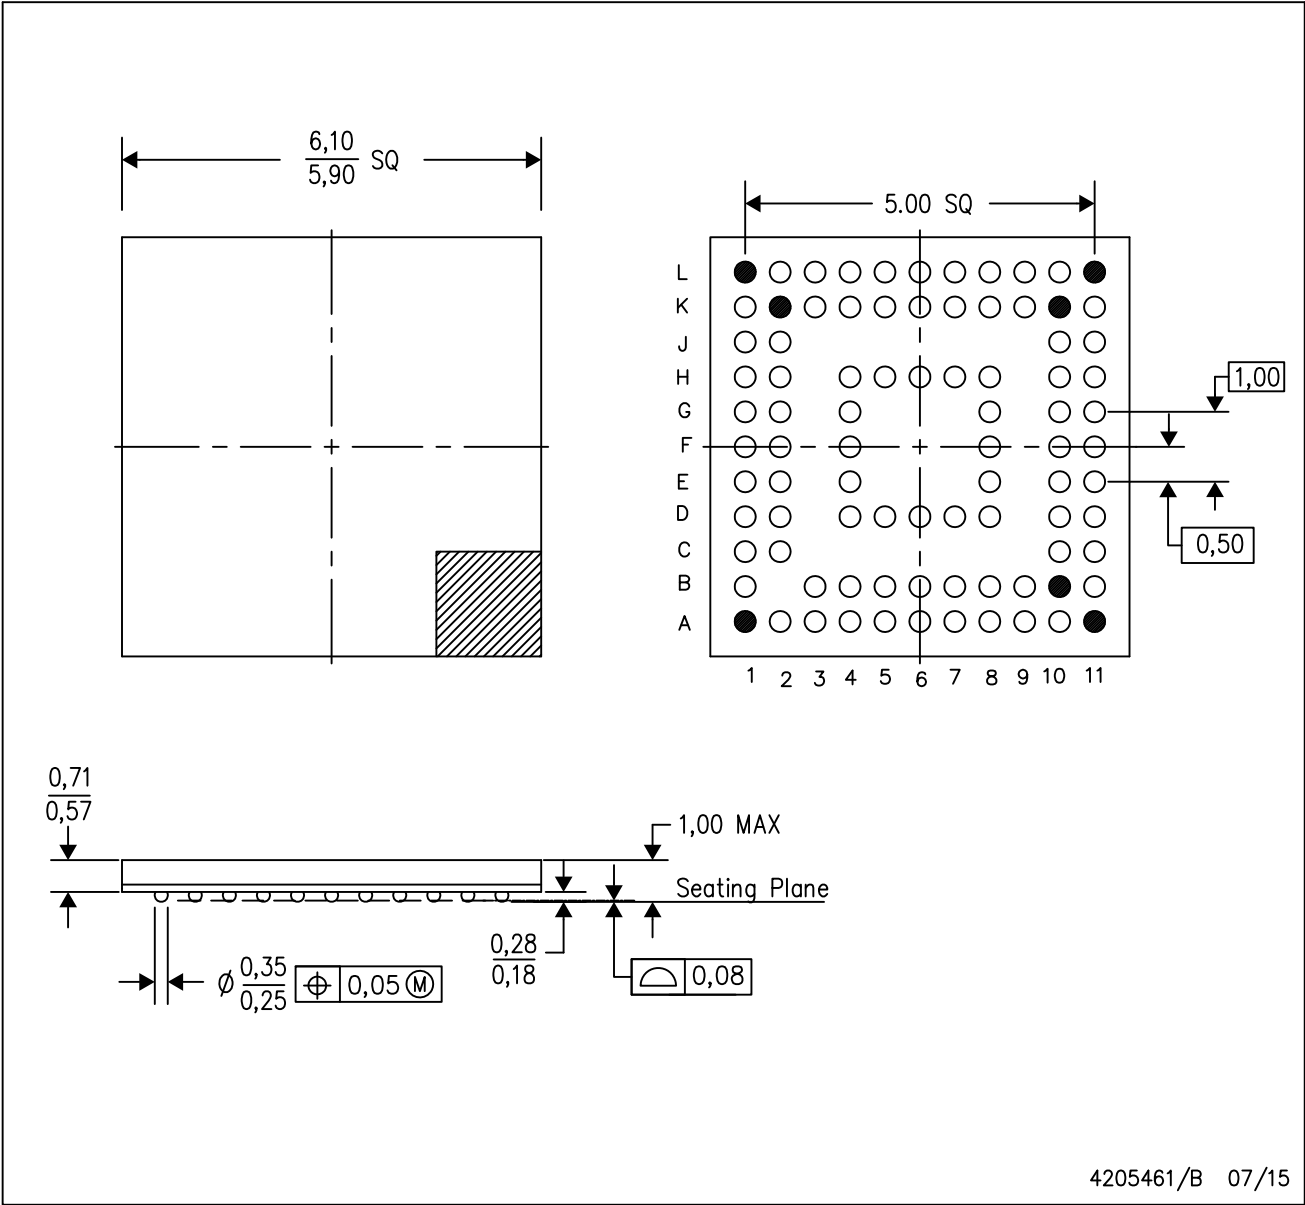 6,10
5,90 SQ
5.00 SQ
L
K
J
H
1,00
G
F
E
D
0,50
C
B
A
1 2 3 4 5 6 7 8 9 10 11
0,71
0,57
1,00 MAX
Seating Plane
0,28
0,18
0,08
Ø 0,35
0,25
0,05 Ⓜ
4205461/B 07/15